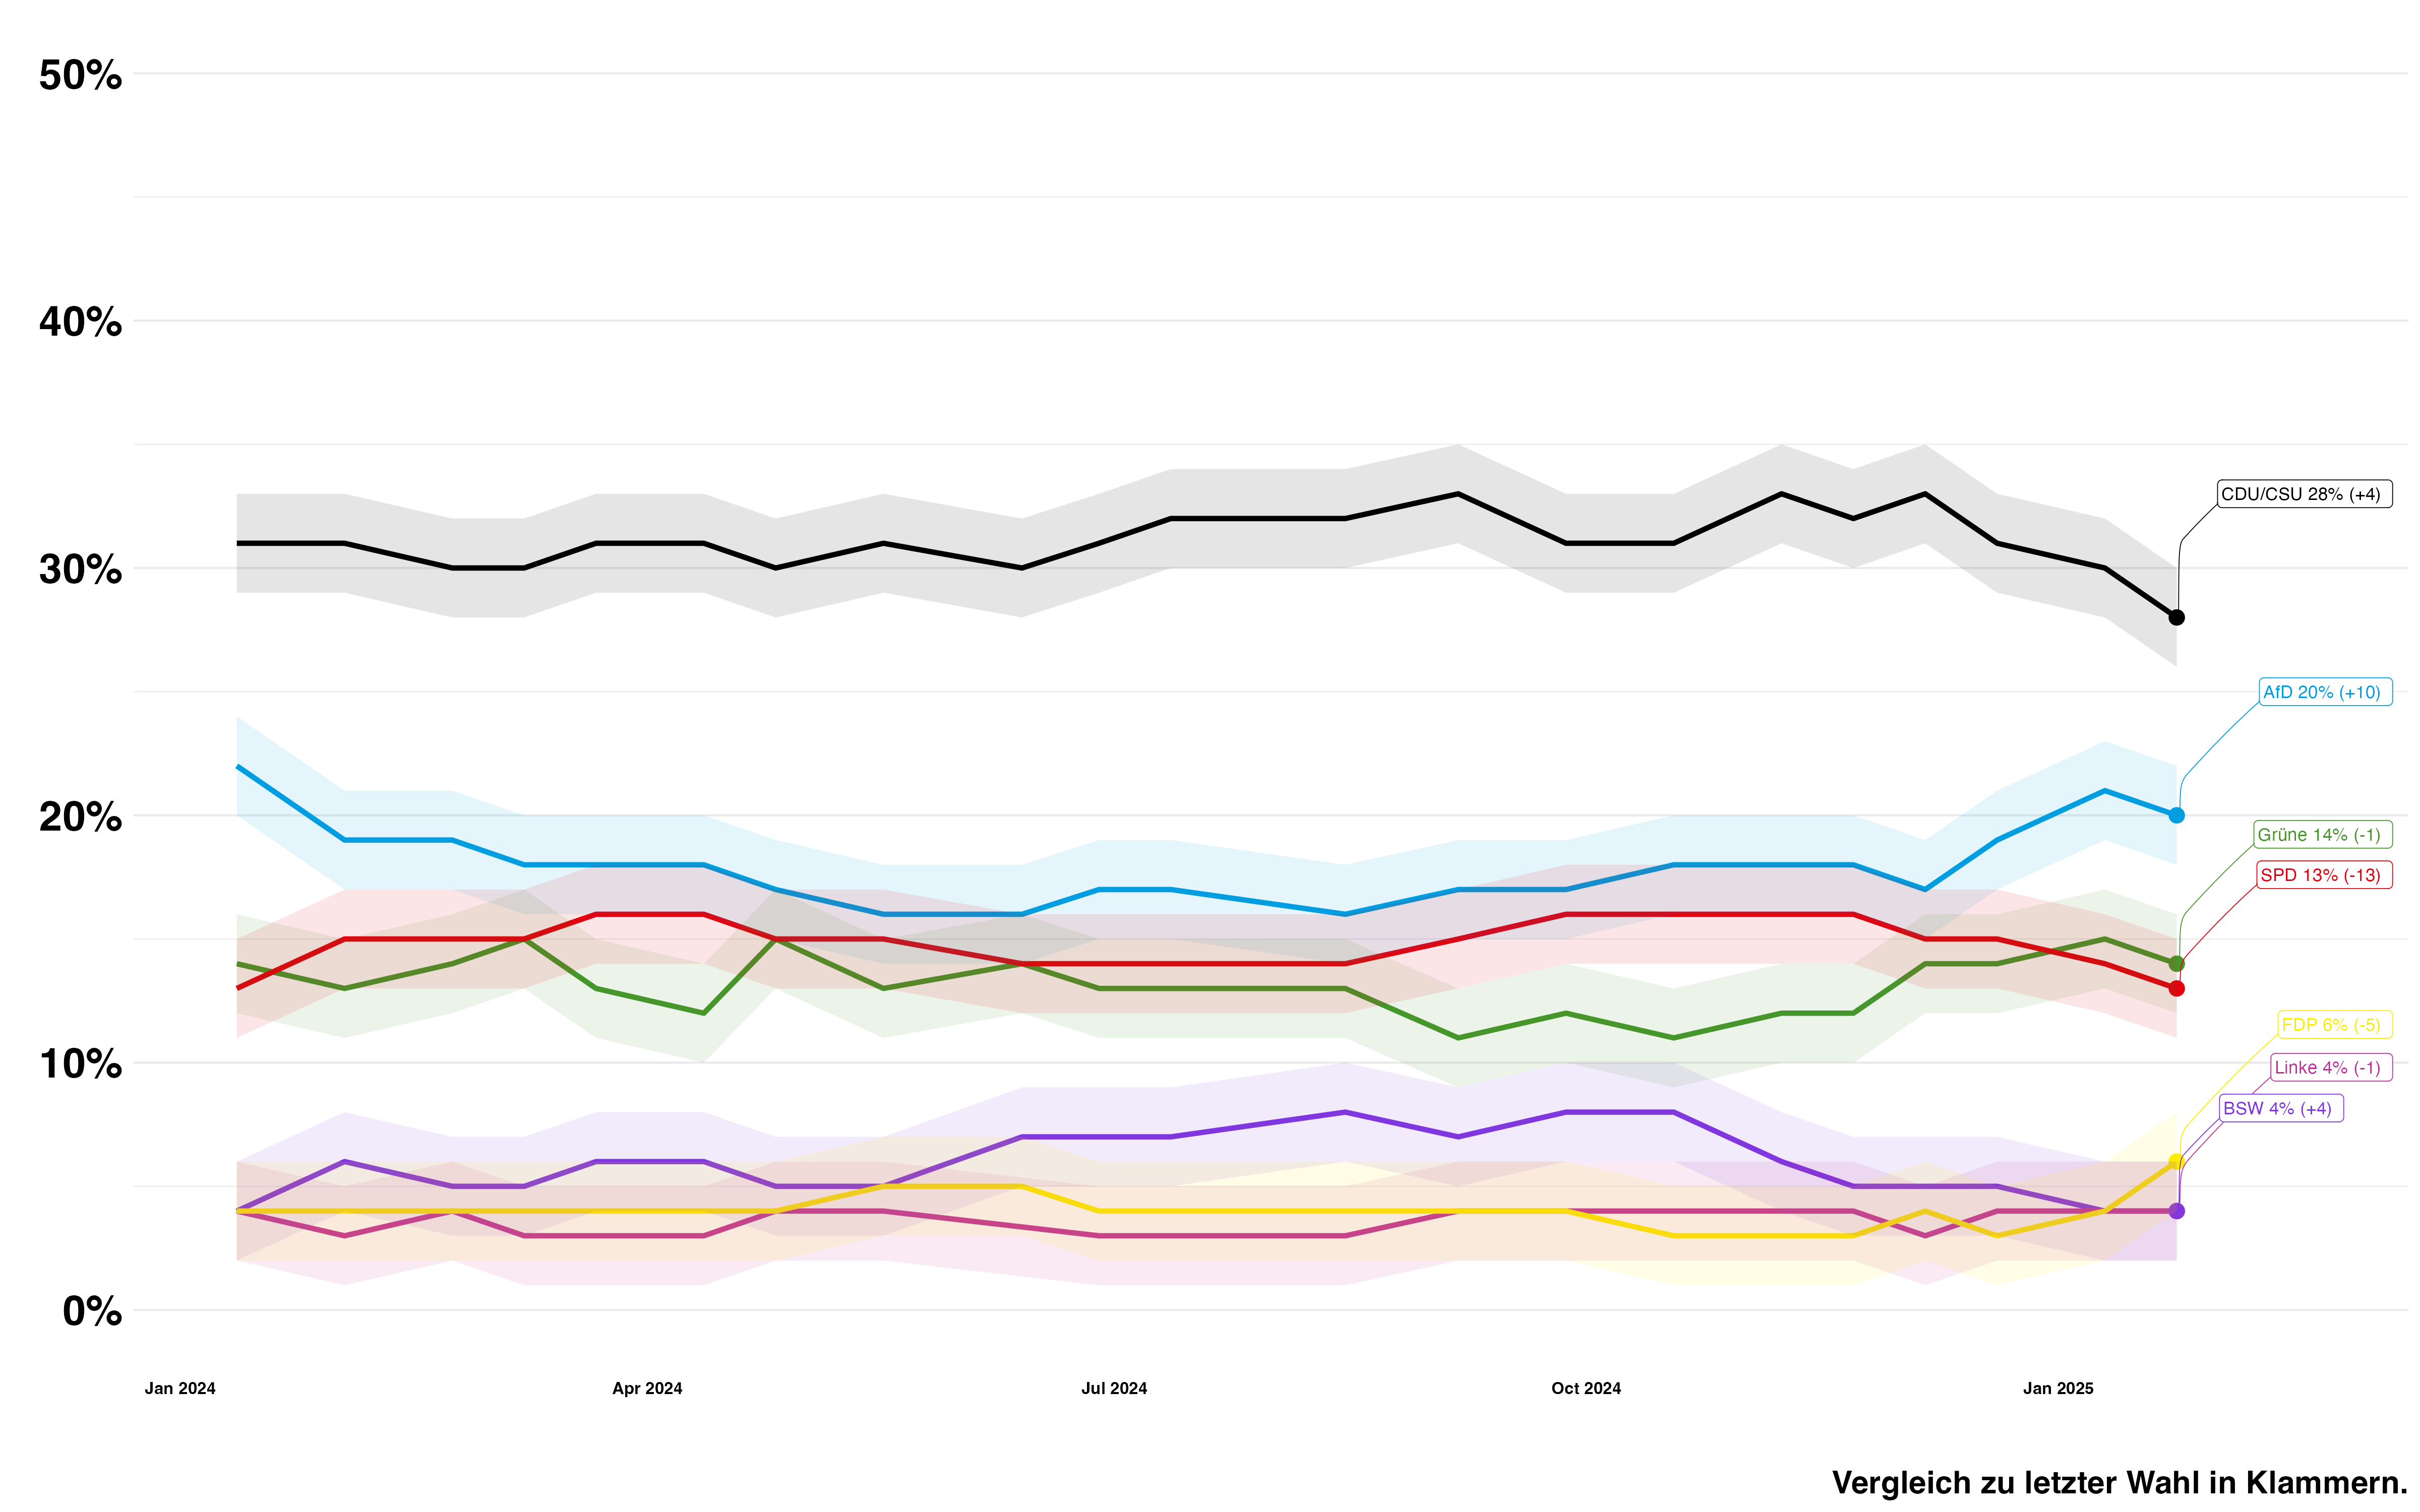 50%
40%
30%
20%
10%
0%
CDU/CSU 28% (+4)
AfD 20% (+10)
Grüne 14% (-1)
SPD 13% (-13)
FDP 6% (-5)
Linke 4% (-1)
BSW 4% (+4)
Jan 2024
Apr 2024
Jul 2024
Oct 2024
Jan 2025
Vergleich zu letzter Wahl in Klammern.